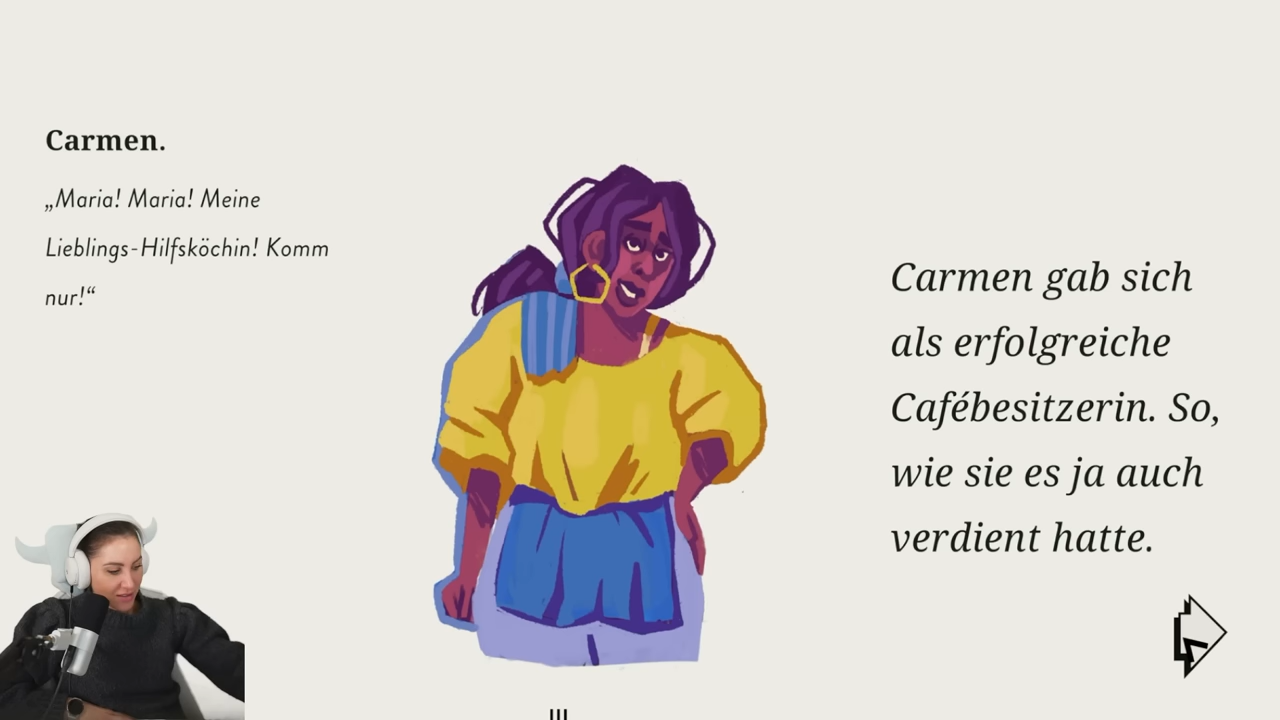 Carmen.
„Maria! Maria! Meine
Lieblings-Hilfsköchin! Komm
nur!“
Carmen gab sich
als erfolgreiche
Cafébesitzerin. So,
wie sie es ja auch
verdient hatte.